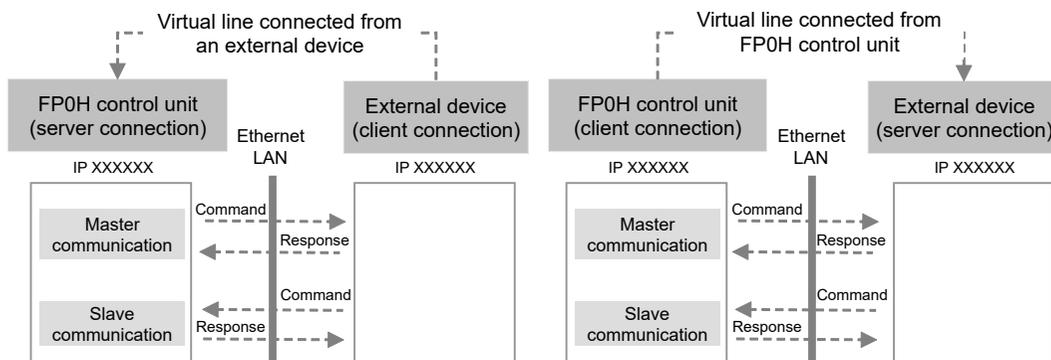 Virtual line connected from
an external device
FP0H control unit
(server connection)
External device
(client connection)
Ethernet
LAN
IP XXXXXX
IP XXXXXX
Master
communication
Command
Response
Slave
communication
Command
Response
Virtual line connected from
FP0H control unit
FP0H control unit
(client connection)
External device
(server connection)
Ethernet
LAN
IP XXXXXX
IP XXXXXX
Master
communication
Command
Response
Slave
communication
Command
Response